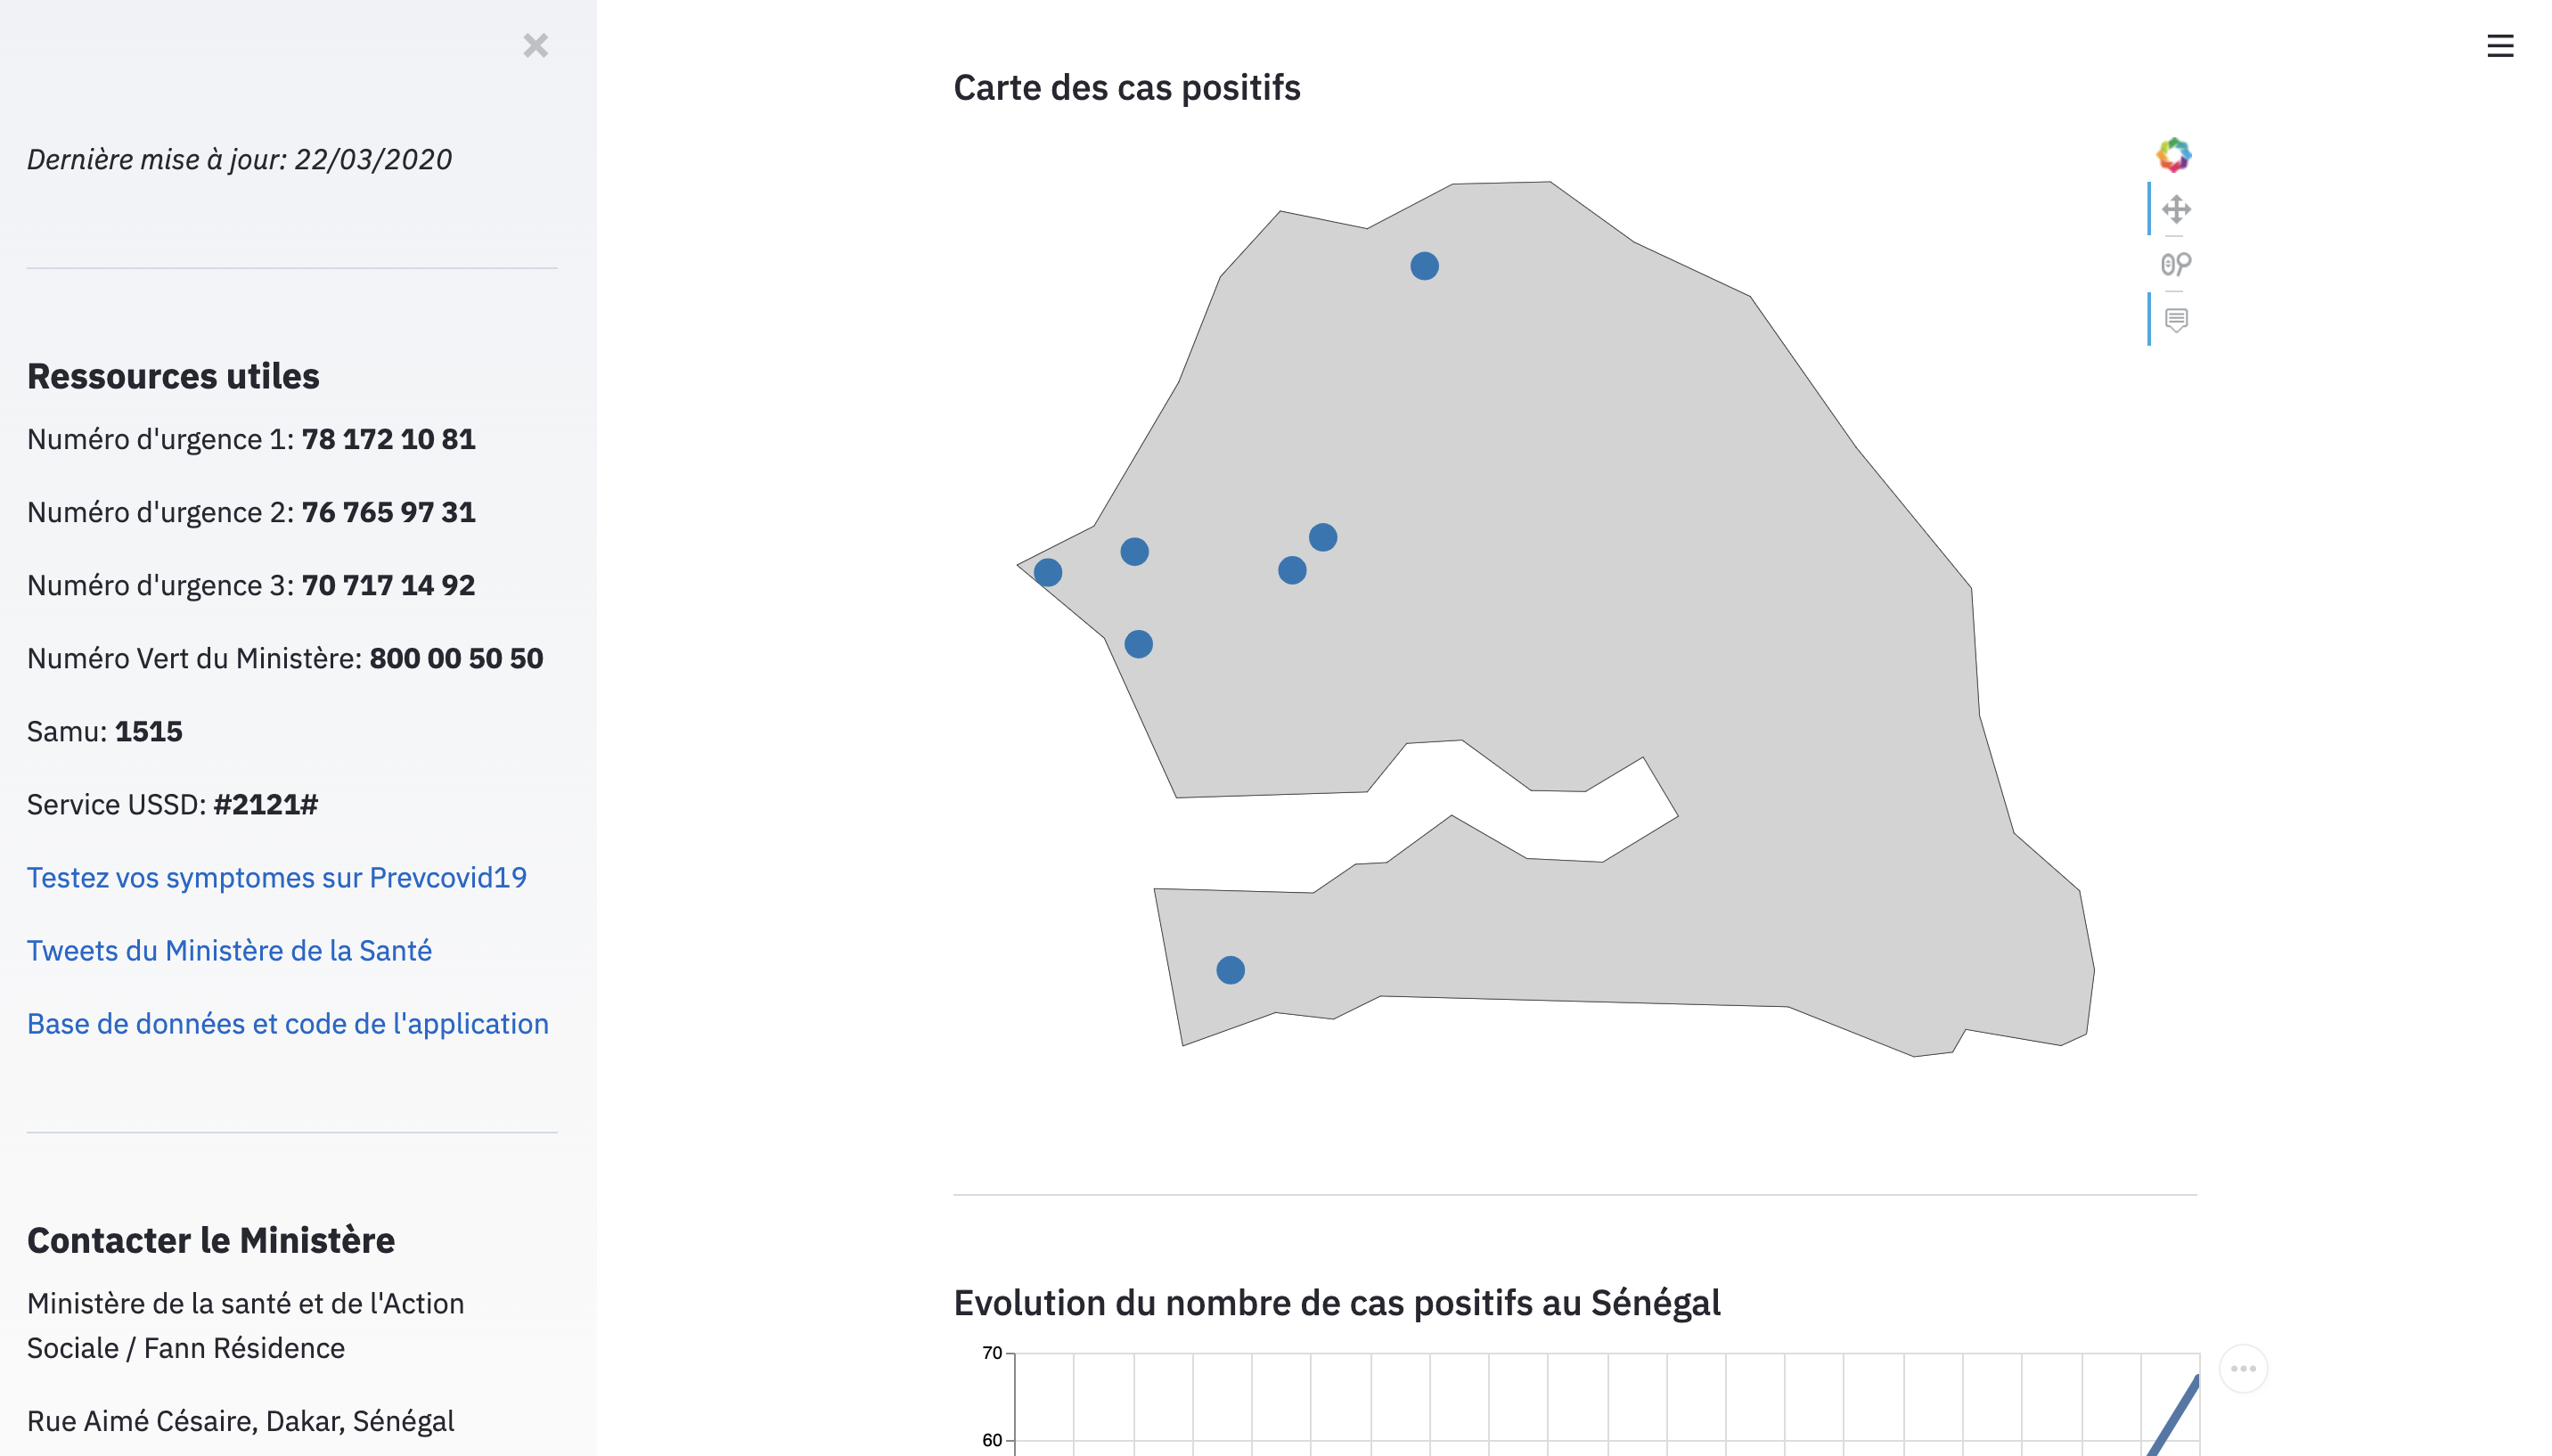 Dernière mise à jour: 22/03/2020
Ressources utiles
Numéro d'urgence 1: 78 172 10 81
Numéro d'urgence 2: 76 765 97 31
Numéro d'urgence 3: 70 717 14 92
Numéro Vert du Ministère: 800 00 50 50
Samu: 1515
Service USSD: #2121#
Testez vos symptomes sur Prevcovid19
Tweets du Ministère de la Santé
Base de données et code de l'application
Contacter le Ministère
Ministère de la santé et de l'Action
Sociale / Fann Résidence
Rue Aimé Césaire, Dakar, Sénégal
Carte des cas positifs
Evolution du nombre de cas positifs au Sénégal
70
60